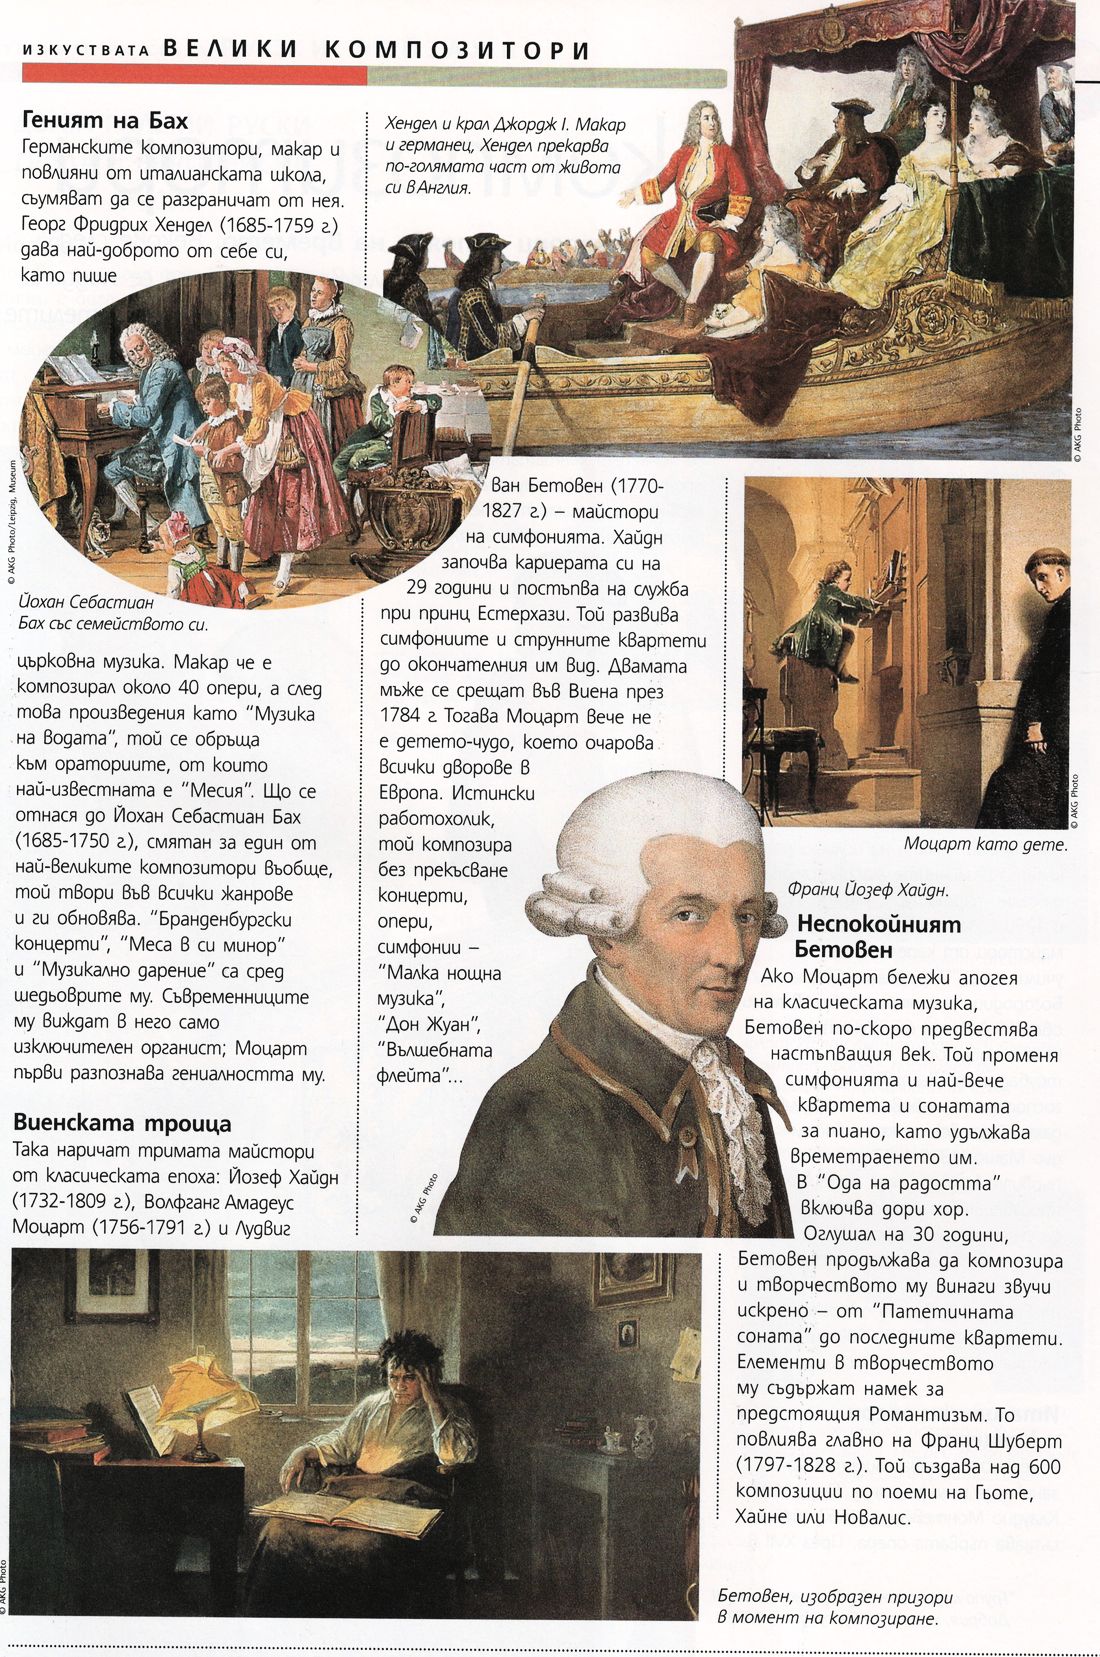 ИЗКУСТВАТА ВЕЛИКИ КОМПОЗИТОРИ
Геният на Бах
Германските композитори, макар и
повлияни от италианската школа,
съумяват да се разграничат от нея.
Георг Фридрих Хендел (1685-1759 г.)
дава най-доброто от себе си,
като пише
Хендел и крал Джордж I. Макар
и германец, Хендел прекарва
по-голямата част от живота
си в Англия.
© AKG Photo
© AKG Photo/Leipzig, Museum
Йохан Себастиан
Бах със семейството си.
църковна музика. Макар че е
композирал около 40 опери, а след
това произведения като “Музика
на водата”, той се обръща
към ораториите, от които
най-известната е “Месия”. Що се
отнася до Йохан Себастиан Бах
(1685-1750 г.), смятан за един от
най-великите композитори въобще,
той твори във всички жанрове
и ги обновява. “Бранденбургски
концерти”, “Меса в си минор”
и “Музикално дарение” са сред
шедьоврите му. Съвременниците
му виждат в него само
изключителен органист; Моцарт
първи разпознава гениалността му.
Виенската троица
Така наричат тримата майстори
от класическата епоха: Йозеф Хайдн
(1732-1809 г.), Волфганг Амадеус
Моцарт (1756-1791 г.) и Лудвиг
Ван Бетовен (1770-
1827 г.) – майстори
на симфонията. Хайдн
започва кариерата си на
29 години и постъпва на служба
при принц Естерхази. Той развива
симфониите и струнните квартети
до окончателния им вид. Двамата
мъже се срещат във Виена през
1784 г. Тогава Моцарт вече не
е детето-чудо, което очарова
всички дворове в
Европа. Истински
работохолик,
той композира
без прекъсване
концерти,
опери,
симфонии –
“Малка нощна
музика”,
“Дон Жуан”,
“Вълшебната
флейта”...
© AKG Photo
© AKG Photo
Моцарт като дете.
Франц Йозеф Хайдн.
Неспокойният
Бетовен
Ако Моцарт бележи апогея
на класическата музика,
Бетовен по-скоро предвестява
настъпващия век. Той променя
симфонията и най-вече
квартета и сонатата
за пиано, като удължава
времетраенето им.
В “Ода на радостта”
включва дори хор.
Оглушал на 30 години,
Бетовен продължава да композира
и творчеството му винаги звучи
искрено – от “Патетичната
соната” до последните квартети.
Елементи в творчеството
му съдържат намек за
предстоящия Романтизъм. То
повлиява главно на Франц Шуберт
(1797-1828 г.). Той създава над 600
композиции по поеми на Гьоте,
Хайне или Новалис.
© AKG Photo
Бетовен, изобразен призори
в момент на композиране.